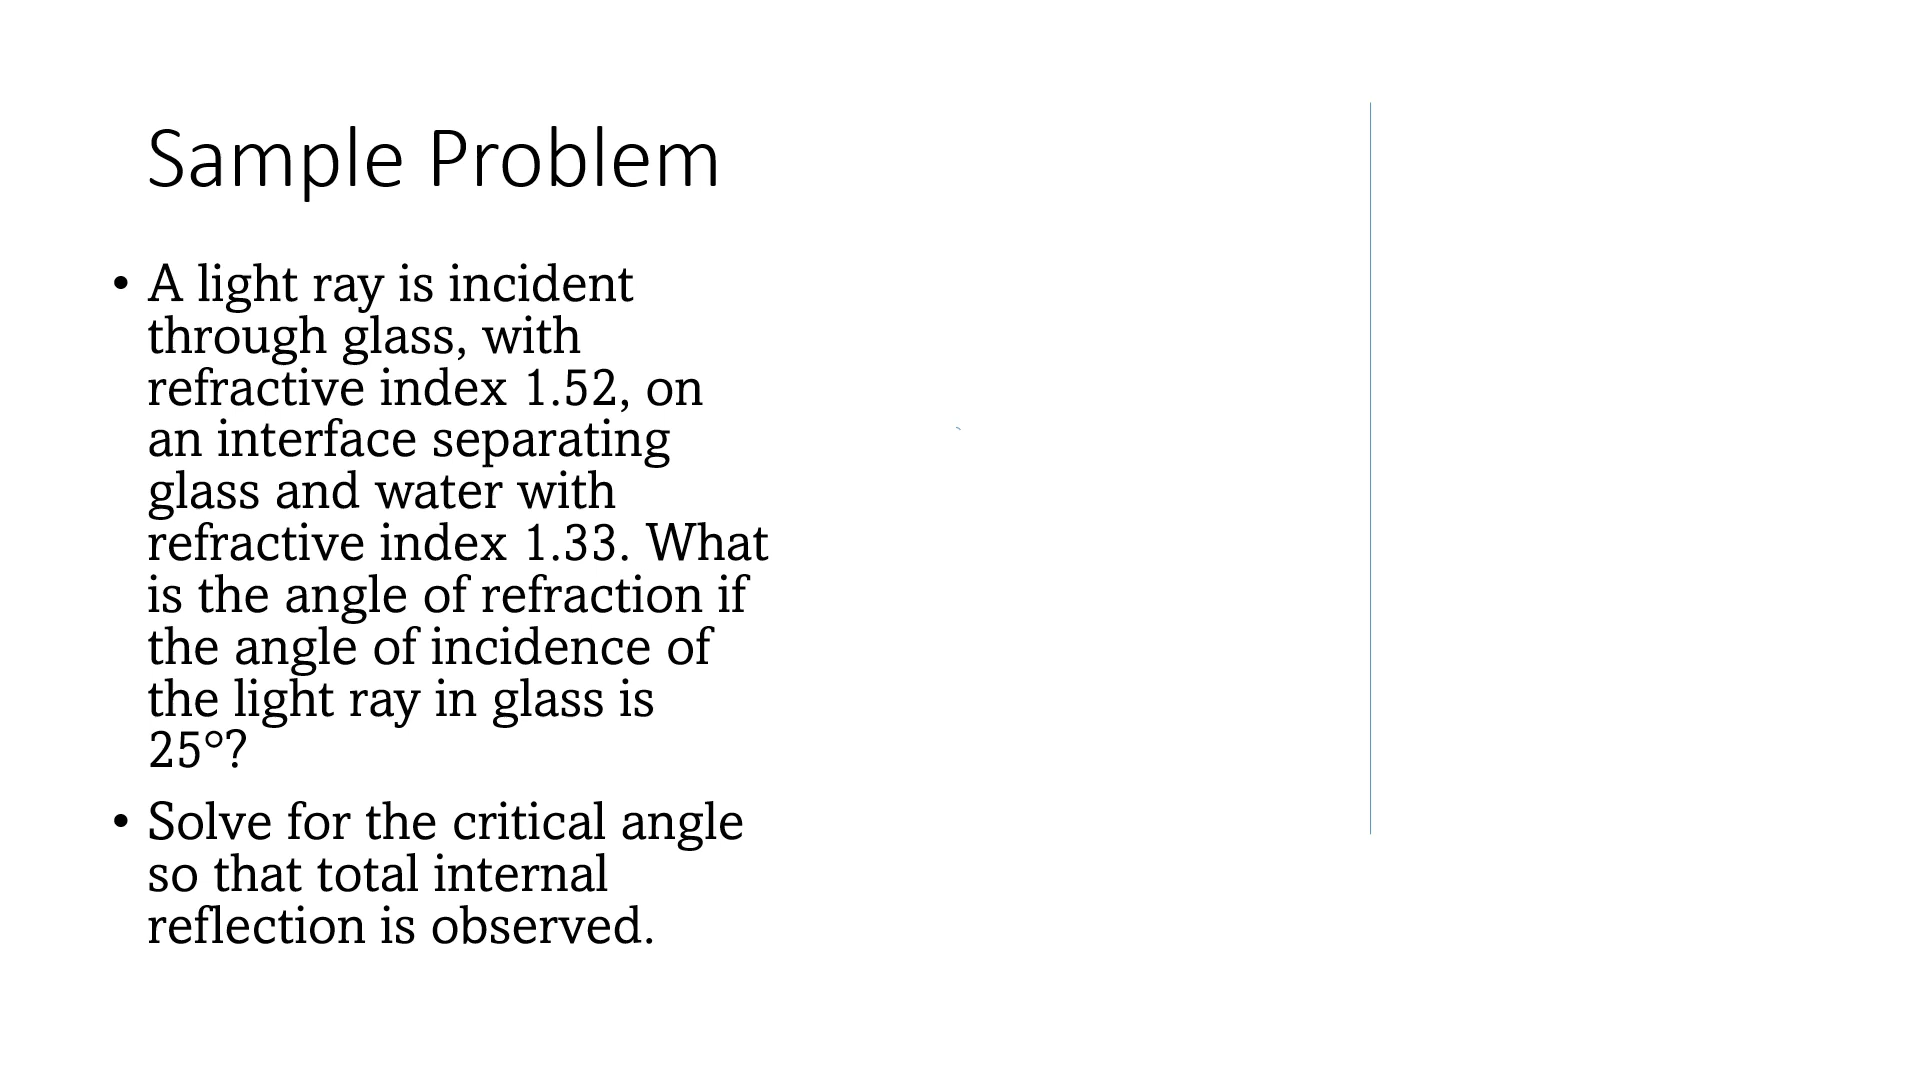 Sample Problem
• A light ray is incident
through glass, with
refractive index 1.52, on
an interface separating
glass and water with
refractive index 1.33. What
is the angle of refraction if
the angle of incidence of
the light ray in glass is
25°?
• Solve for the critical angle
so that total internal
reflection is observed.